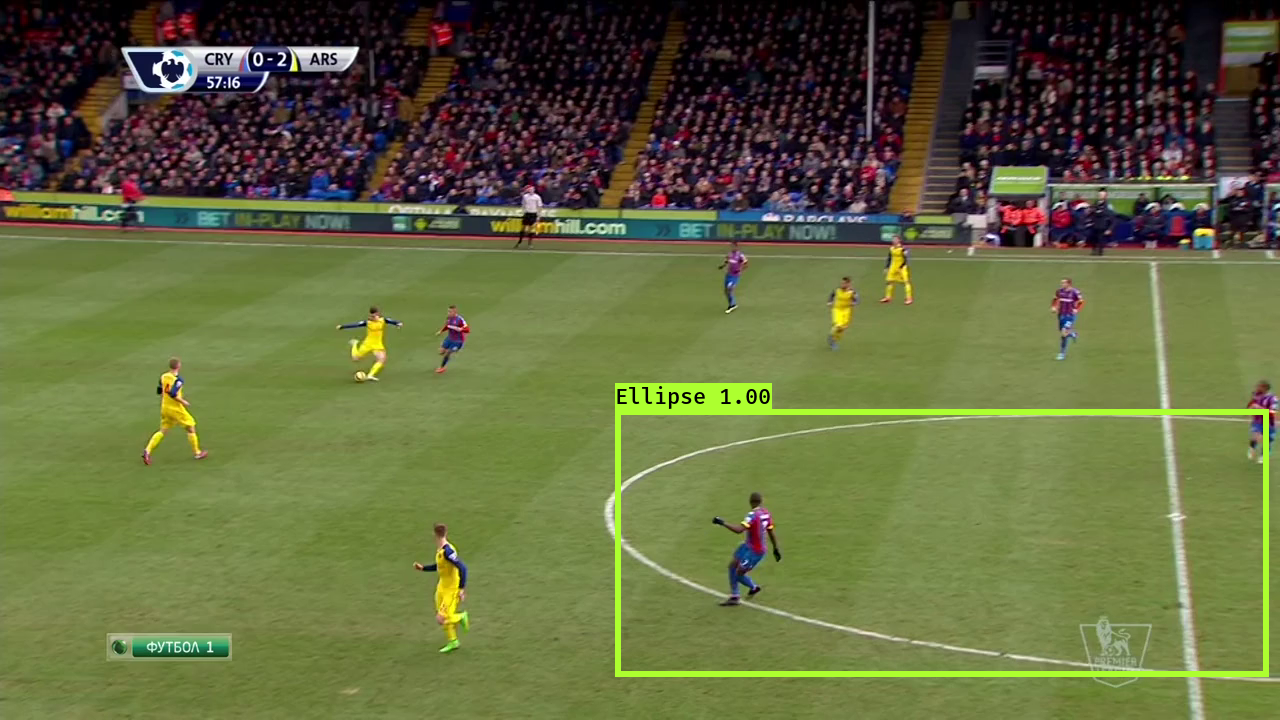 CRY 0-2 ARS
57:16
williamhill.com
BET IN-PLAY NOW!
williamhill.com
BET IN-PLAY NOW!
BARCLAYS
Ellipse 1.00
ФУТБОЛ 1
PREMIER